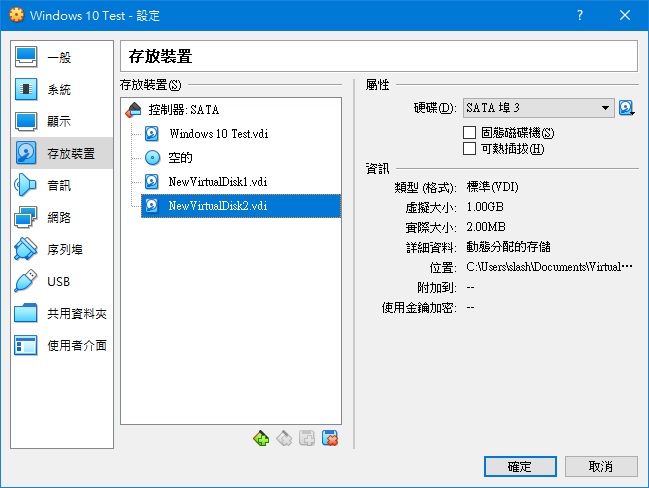 Windows 10 Test - 設定
一般
系統
顯示
存放裝置
音訊
網路
序列埠
USB
共用資料夾
使用者介面
存放裝置
存放裝置(S)
控制器: SATA
Windows 10 Test.vdi
空的
NewVirtualDisk1.vdi
NewVirtualDisk2.vdi
屬性
硬碟(D): SATA 埠 3
固態磁碟機(S)
可熱插拔(H)
資訊
類型 (格式): 標準(VDI)
虛擬大小: 1.00GB
實際大小: 2.00MB
詳細資料: 動態分配的存儲
位置: C:\Users\slash\Documents\Virtual…
附加到: --
使用金鑰加密: --
確定
取消